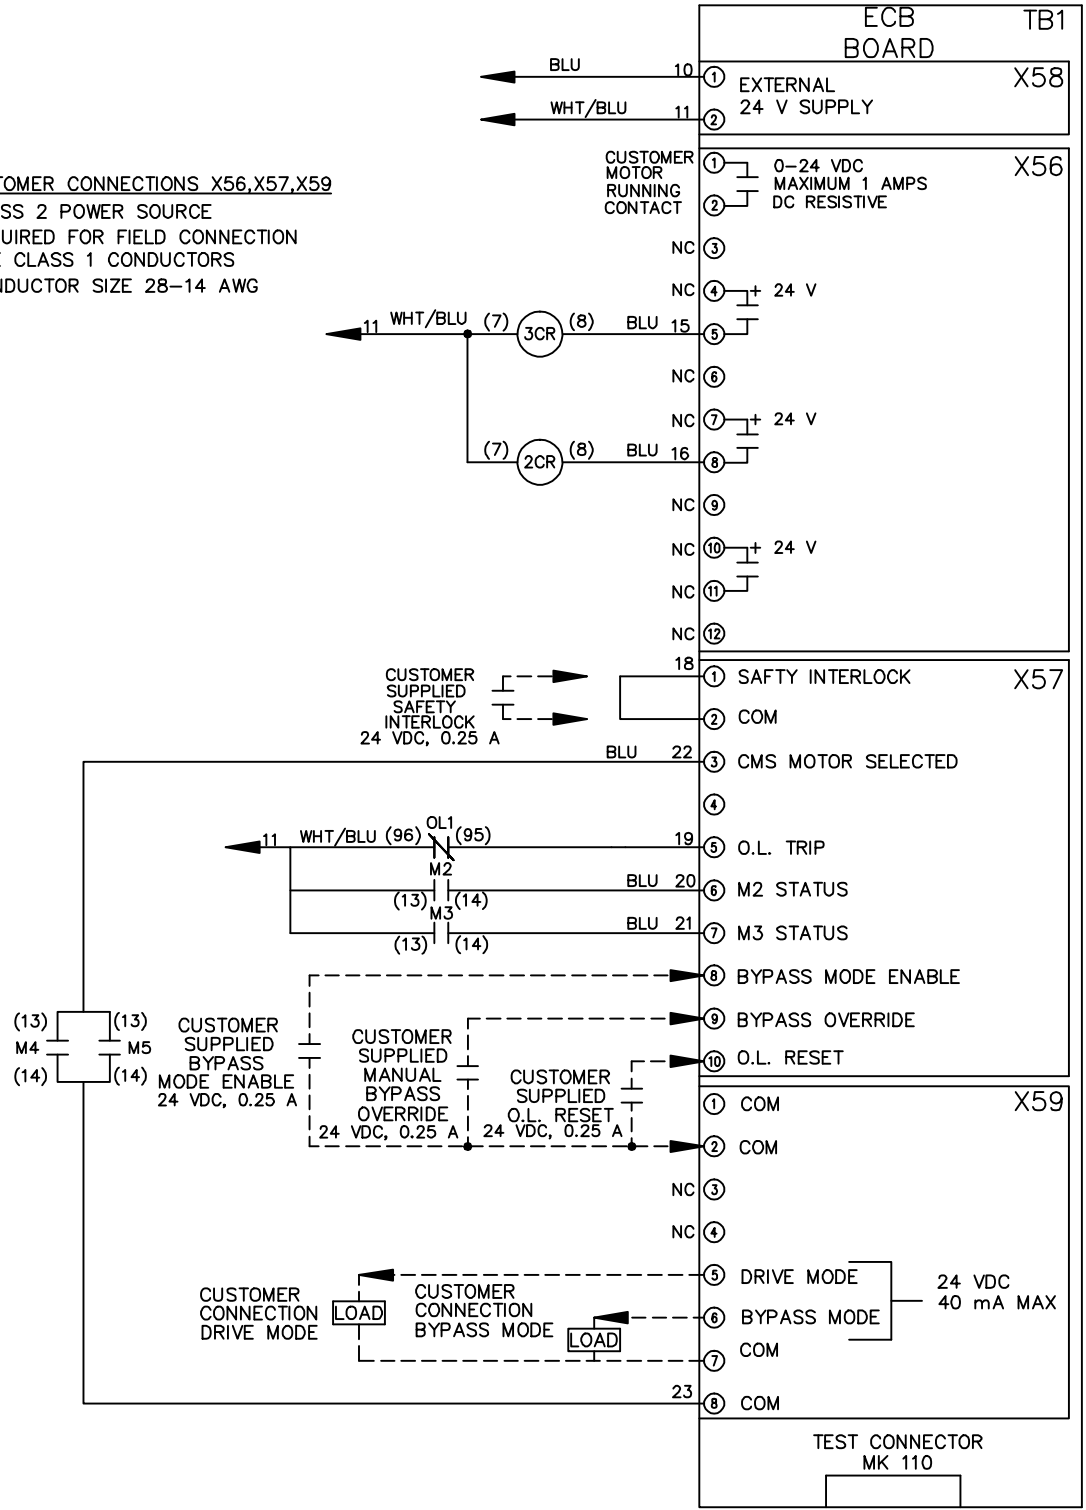 ECB
BOARD
TB1
BLU 10 1 EXTERNAL X58
WHT/BLU 11 2 24 V SUPPLY
CUSTOMER
MOTOR
RUNNING
CONTACT
1 0-24 VDC X56
MAXIMUM 1 AMPS
2 DC RESISTIVE
TOMER CONNECTIONS X56,X57,X59
SS 2 POWER SOURCE
UIRED FOR FIELD CONNECTION
E CLASS 1 CONDUCTORS
NDUCTOR SIZE 28-14 AWG
NC 3
NC 4 + 24 V
11 WHT/BLU (7) 3CR (8) BLU 15 5
NC 6
NC 7 + 24 V
(7) 2CR (8) BLU 16 8
NC 9
NC 10 + 24 V
NC 11
NC 12
CUSTOMER
SUPPLIED
SAFETY
INTERLOCK
24 VDC, 0.25 A
18 1 SAFTY INTERLOCK X57
2 COM
BLU 22 3 CMS MOTOR SELECTED
4
11 WHT/BLU (96) OL1 (95) 19 5 O.L. TRIP
M2
(13) (14) BLU 20 6 M2 STATUS
M3
(13) (14) BLU 21 7 M3 STATUS
8 BYPASS MODE ENABLE
9 BYPASS OVERRIDE
10 O.L. RESET
(13) (13)
M4 M5
(14) (14)
CUSTOMER
SUPPLIED
BYPASS
MODE ENABLE
24 VDC, 0.25 A
CUSTOMER
SUPPLIED
MANUAL
BYPASS
OVERRIDE
24 VDC, 0.25 A
CUSTOMER
SUPPLIED
O.L. RESET
24 VDC, 0.25 A
1 COM X59
2 COM
NC 3
NC 4
5 DRIVE MODE
6 BYPASS MODE
24 VDC
40 mA MAX
CUSTOMER
CONNECTION
DRIVE MODE
LOAD
CUSTOMER
CONNECTION
BYPASS MODE
LOAD
7 COM
23 8 COM
TEST CONNECTOR
MK 110